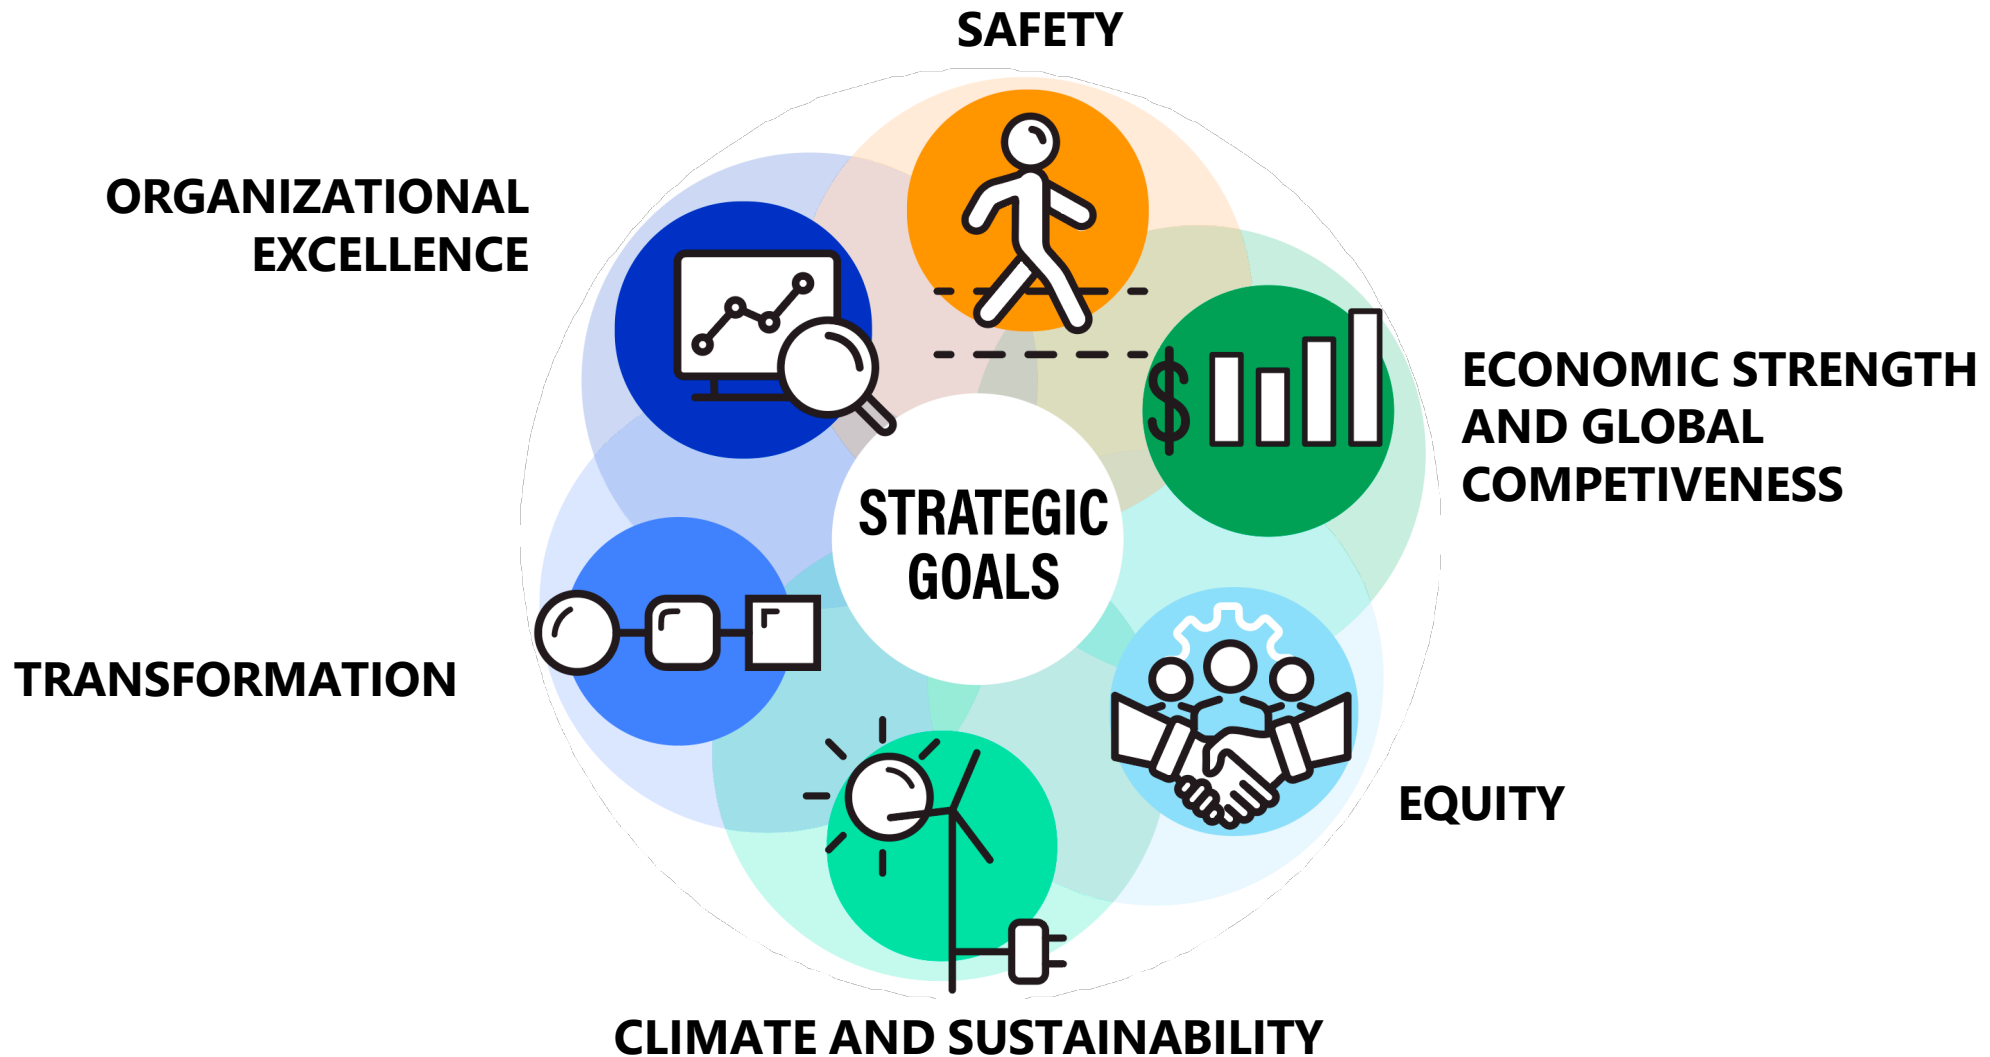 SAFETY
ORGANIZATIONAL
EXCELLENCE
ECONOMIC STRENGTH
AND GLOBAL
COMPETIVENESS
STRATEGIC
GOALS
TRANSFORMATION
EQUITY
CLIMATE AND SUSTAINABILITY
$